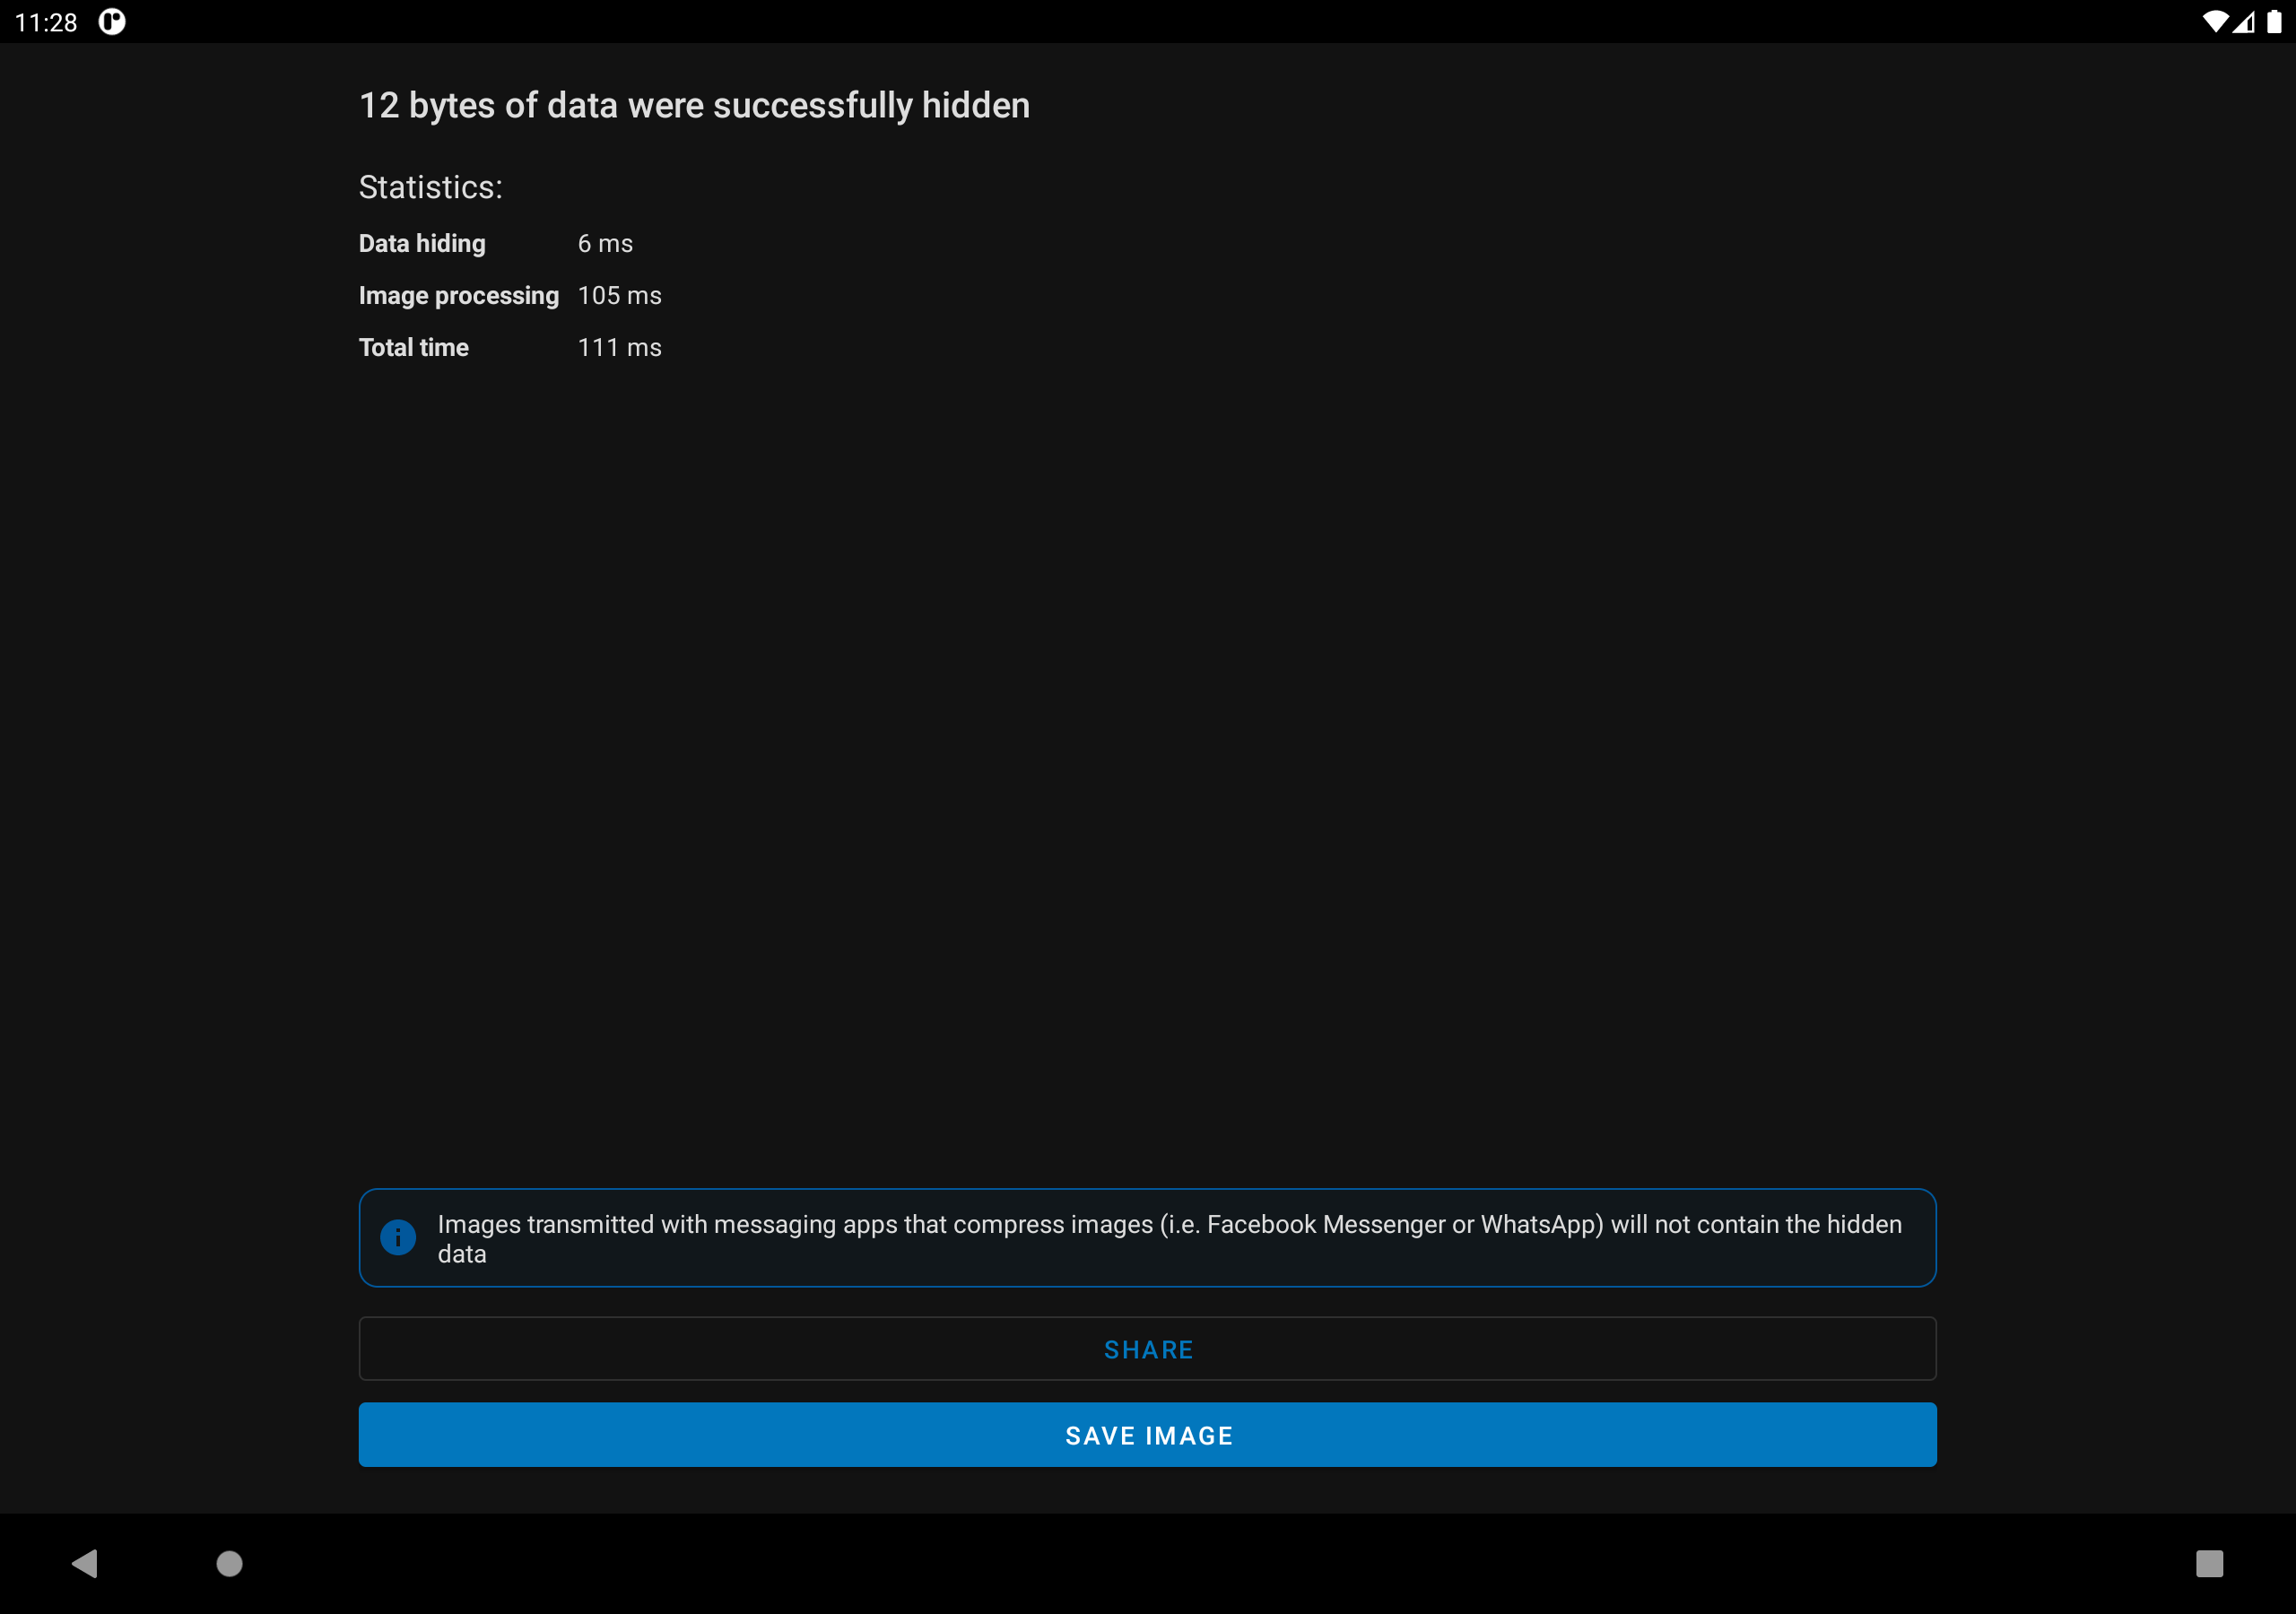 11:28
12 bytes of data were successfully hidden
Statistics:
Data hiding 6 ms
Image processing 105 ms
Total time 111 ms
Images transmitted with messaging apps that compress images (i.e. Facebook Messenger or WhatsApp) will not contain the hidden
data
SHARE
SAVE IMAGE